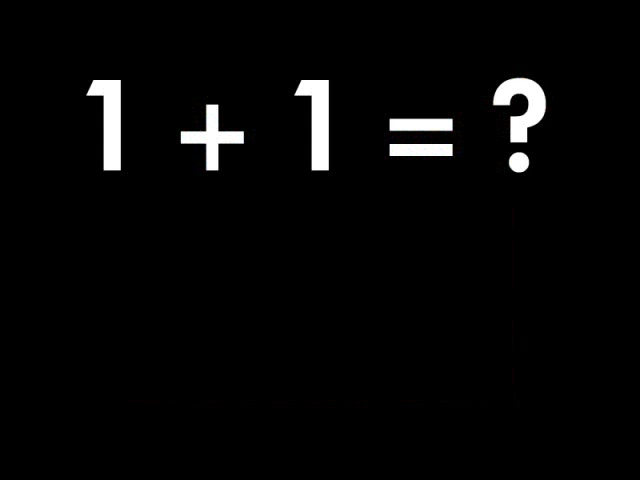 1 + 1 = ?